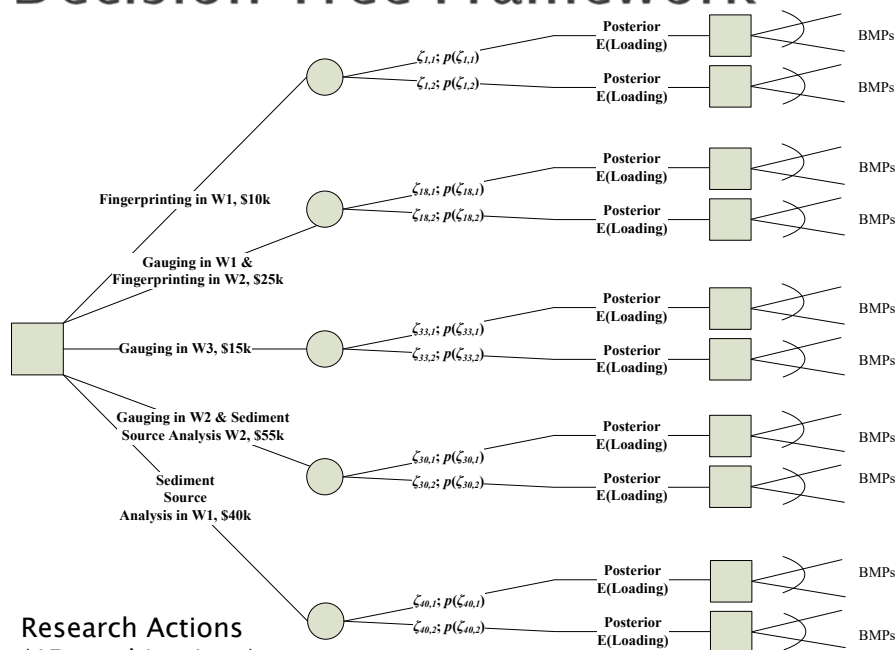 Decision Tree Framework
Posterior
E(Loading)
BMPs
ζ1,1; p(ζ1,1)
ζ1,2; p(ζ1,2)
Posterior
E(Loading)
BMPs
Fingerprinting in W1, $10k
Posterior
E(Loading)
BMPs
ζ18,1; p(ζ18,1)
ζ18,2; p(ζ18,2)
Posterior
E(Loading)
BMPs
Gauging in W1 &
Fingerprinting in W2, $25k
Posterior
E(Loading)
BMPs
ζ33,1; p(ζ33,1)
ζ33,2; p(ζ33,2)
Posterior
E(Loading)
BMPs
Gauging in W3, $15k
Posterior
E(Loading)
BMPs
ζ30,1; p(ζ30,1)
ζ30,2; p(ζ30,2)
Posterior
E(Loading)
BMPs
Gauging in W2 & Sediment
Source Analysis W2, $55k
Sediment
Source
Analysis in W1, $40k
Posterior
E(Loading)
BMPs
ζ40,1; p(ζ40,1)
ζ40,2; p(ζ40,2)
Posterior
E(Loading)
BMPs
Research Actions